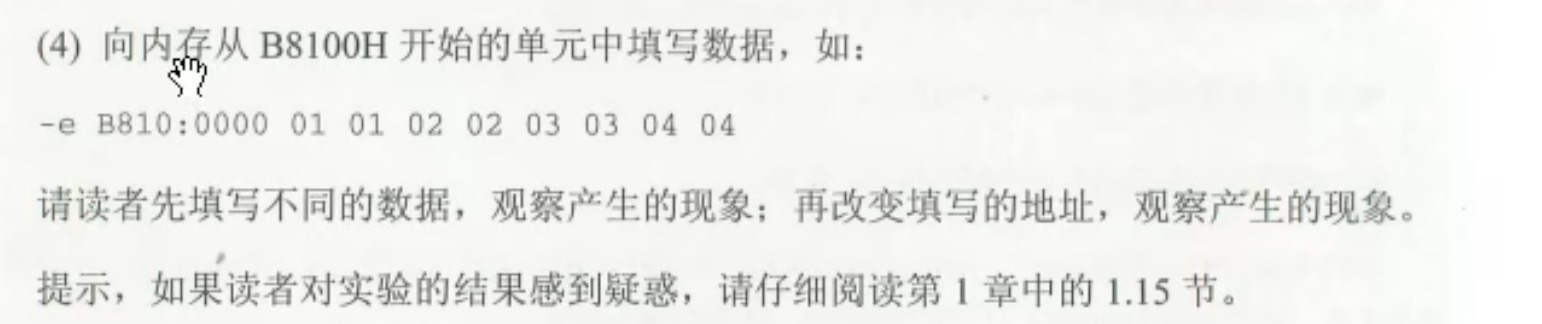 (4) 向内存从 B8100H 开始的单元中填写数据，如：
-e B810:0000 01 01 02 02 03 03 04 04
请读者先填写不同的数据，观察产生的现象；再改变填写的地址，观察产生的现象。
提示，如果读者对实验的结果感到疑惑，请仔细阅读第 1 章中的 1.15 节。